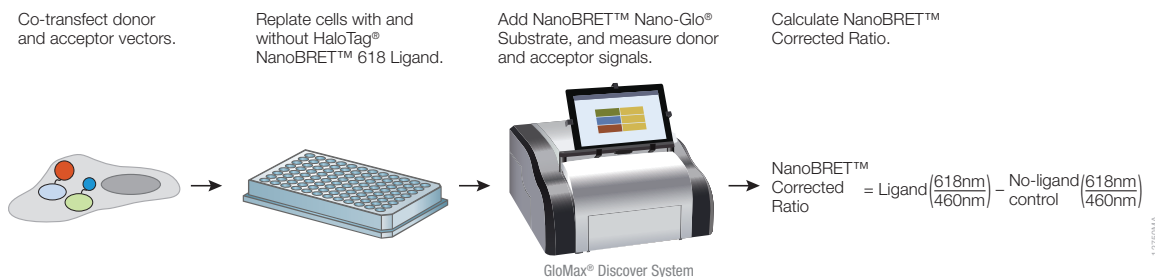 Co-transfect donor
and acceptor vectors.
Replate cells with and
without HaloTag®
NanoBRET™ 618 Ligand.
Add NanoBRET™ Nano-Glo®
Substrate, and measure donor
and acceptor signals.
Calculate NanoBRET™
Corrected Ratio.
NanoBRET™
Corrected
Ratio
= Ligand(618nm/460nm) – No-ligand control(618nm/460nm)
GloMax® Discover System